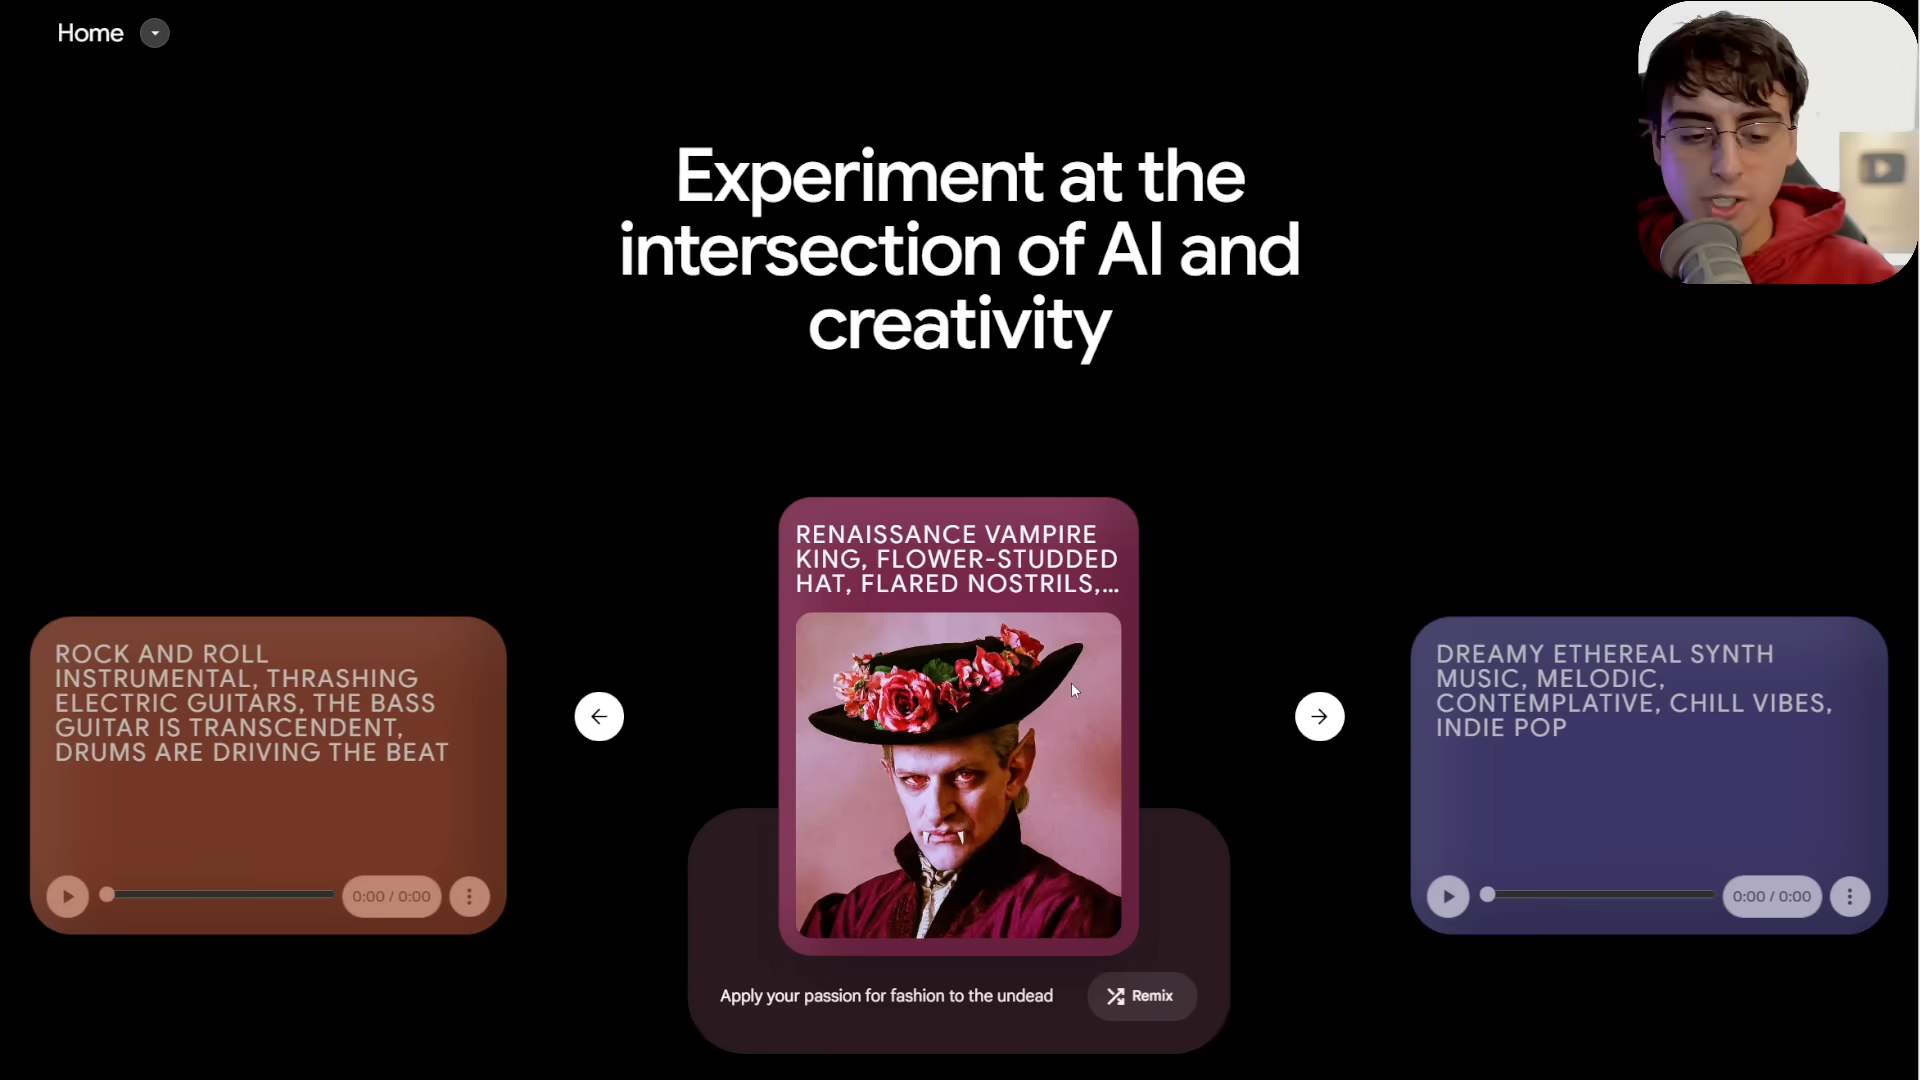 Home
Experiment at the
intersection of AI and
creativity
RENAISSANCE VAMPIRE
KING, FLOWER-STUDDED
HAT, FLARED NOSTRILS,...
ROCK AND ROLL
INSTRUMENTAL, THRASHING
ELECTRIC GUITARS, THE BASS
GUITAR IS TRANSCENDENT,
DRUMS ARE DRIVING THE BEAT
0:00 / 0:00
DREAMY ETHEREAL SYNTH
MUSIC, MELODIC,
CONTEMPLATIVE, CHILL VIBES,
INDIE POP
0:00 / 0:00
Apply your passion for fashion to the undead
Remix